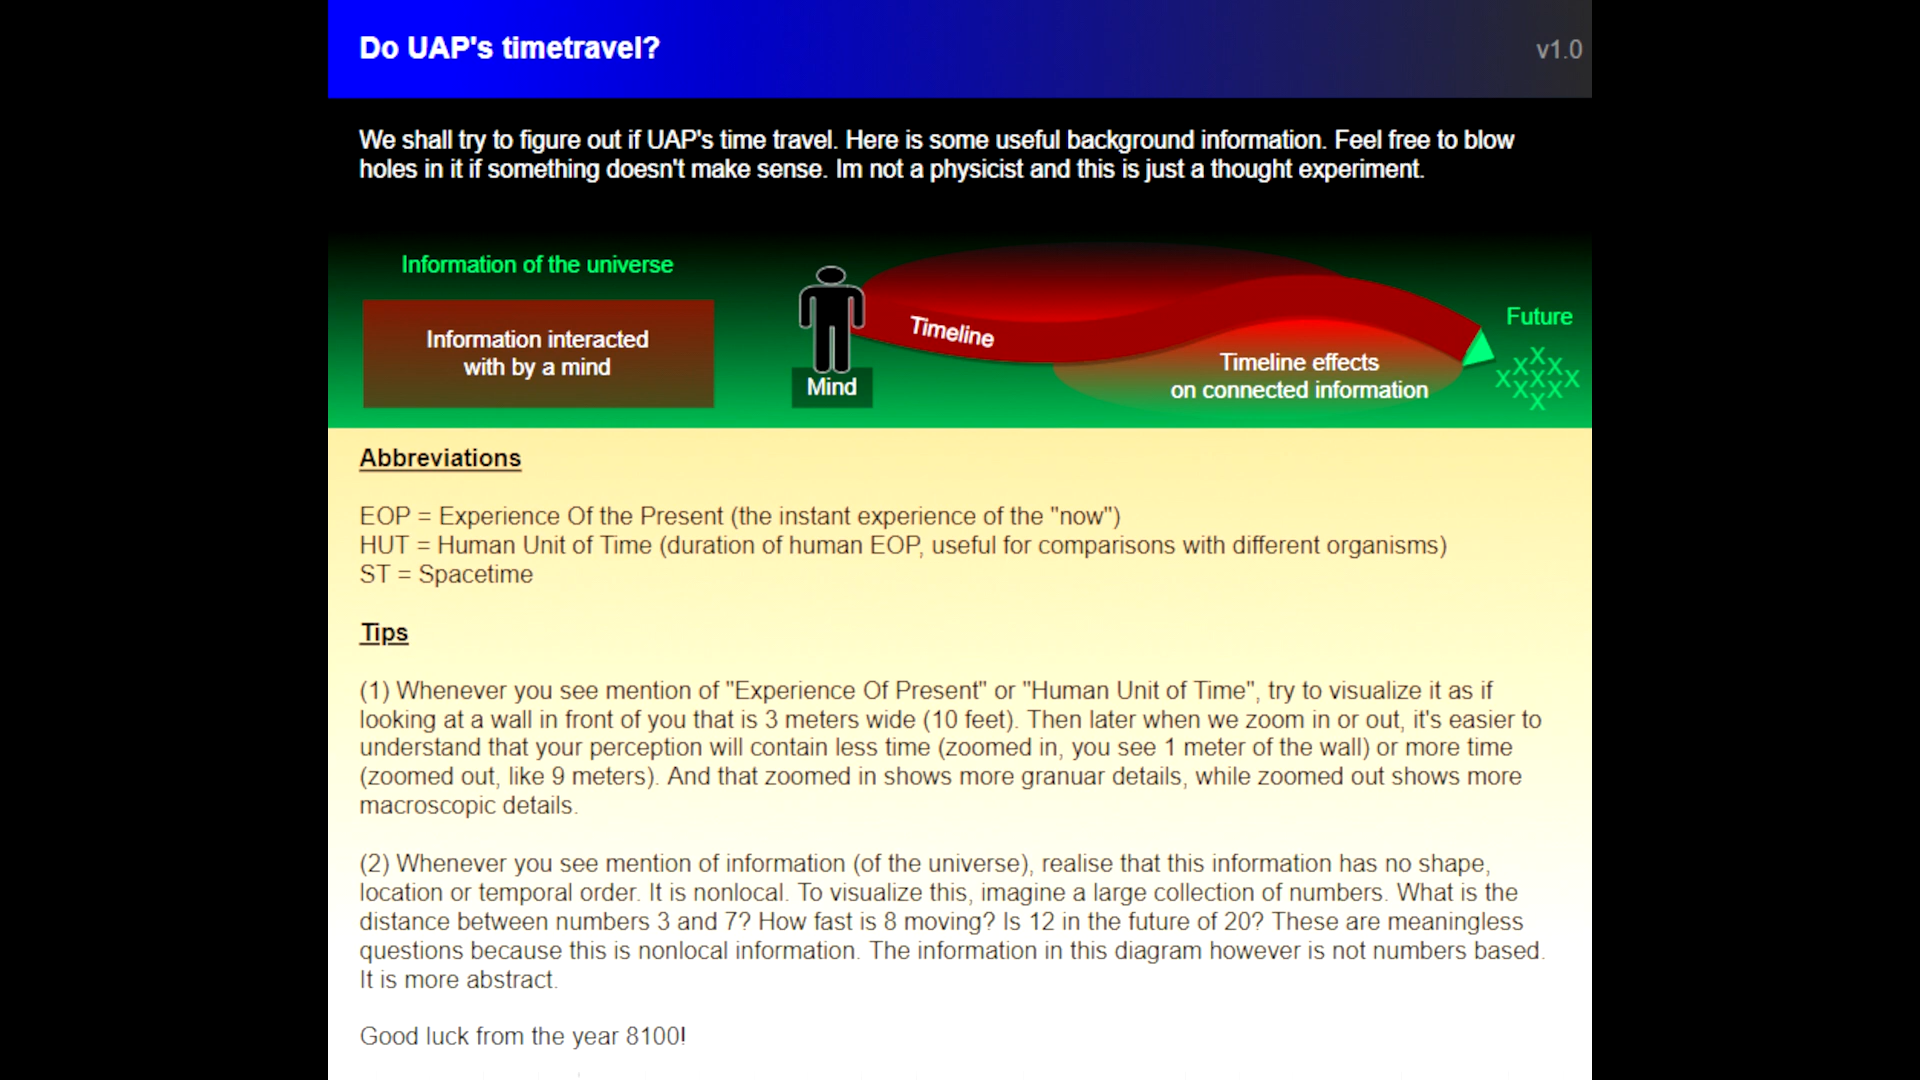 Do UAP's timetravel?
v1.0
We shall try to figure out if UAP's time travel. Here is some useful background information. Feel free to blow
holes in it if something doesn't make sense. Im not a physicist and this is just a thought experiment.
Information of the universe
Information interacted
with by a mind
Mind
Timeline
Timeline effects
on connected information
Future
X
X X
X X X
X X
X
Abbreviations
EOP = Experience Of the Present (the instant experience of the "now")
HUT = Human Unit of Time (duration of human EOP, useful for comparisons with different organisms)
ST = Spacetime
Tips
(1) Whenever you see mention of "Experience Of Present" or "Human Unit of Time", try to visualize it as if
looking at a wall in front of you that is 3 meters wide (10 feet). Then later when we zoom in or out, it's easier to
understand that your perception will contain less time (zoomed in, you see 1 meter of the wall) or more time
(zoomed out, like 9 meters). And that zoomed in shows more granuar details, while zoomed out shows more
macroscopic details.
(2) Whenever you see mention of information (of the universe), realise that this information has no shape,
location or temporal order. It is nonlocal. To visualize this, imagine a large collection of numbers. What is the
distance between numbers 3 and 7? How fast is 8 moving? Is 12 in the future of 20? These are meaningless
questions because this is nonlocal information. The information in this diagram however is not numbers based.
It is more abstract.
Good luck from the year 8100!